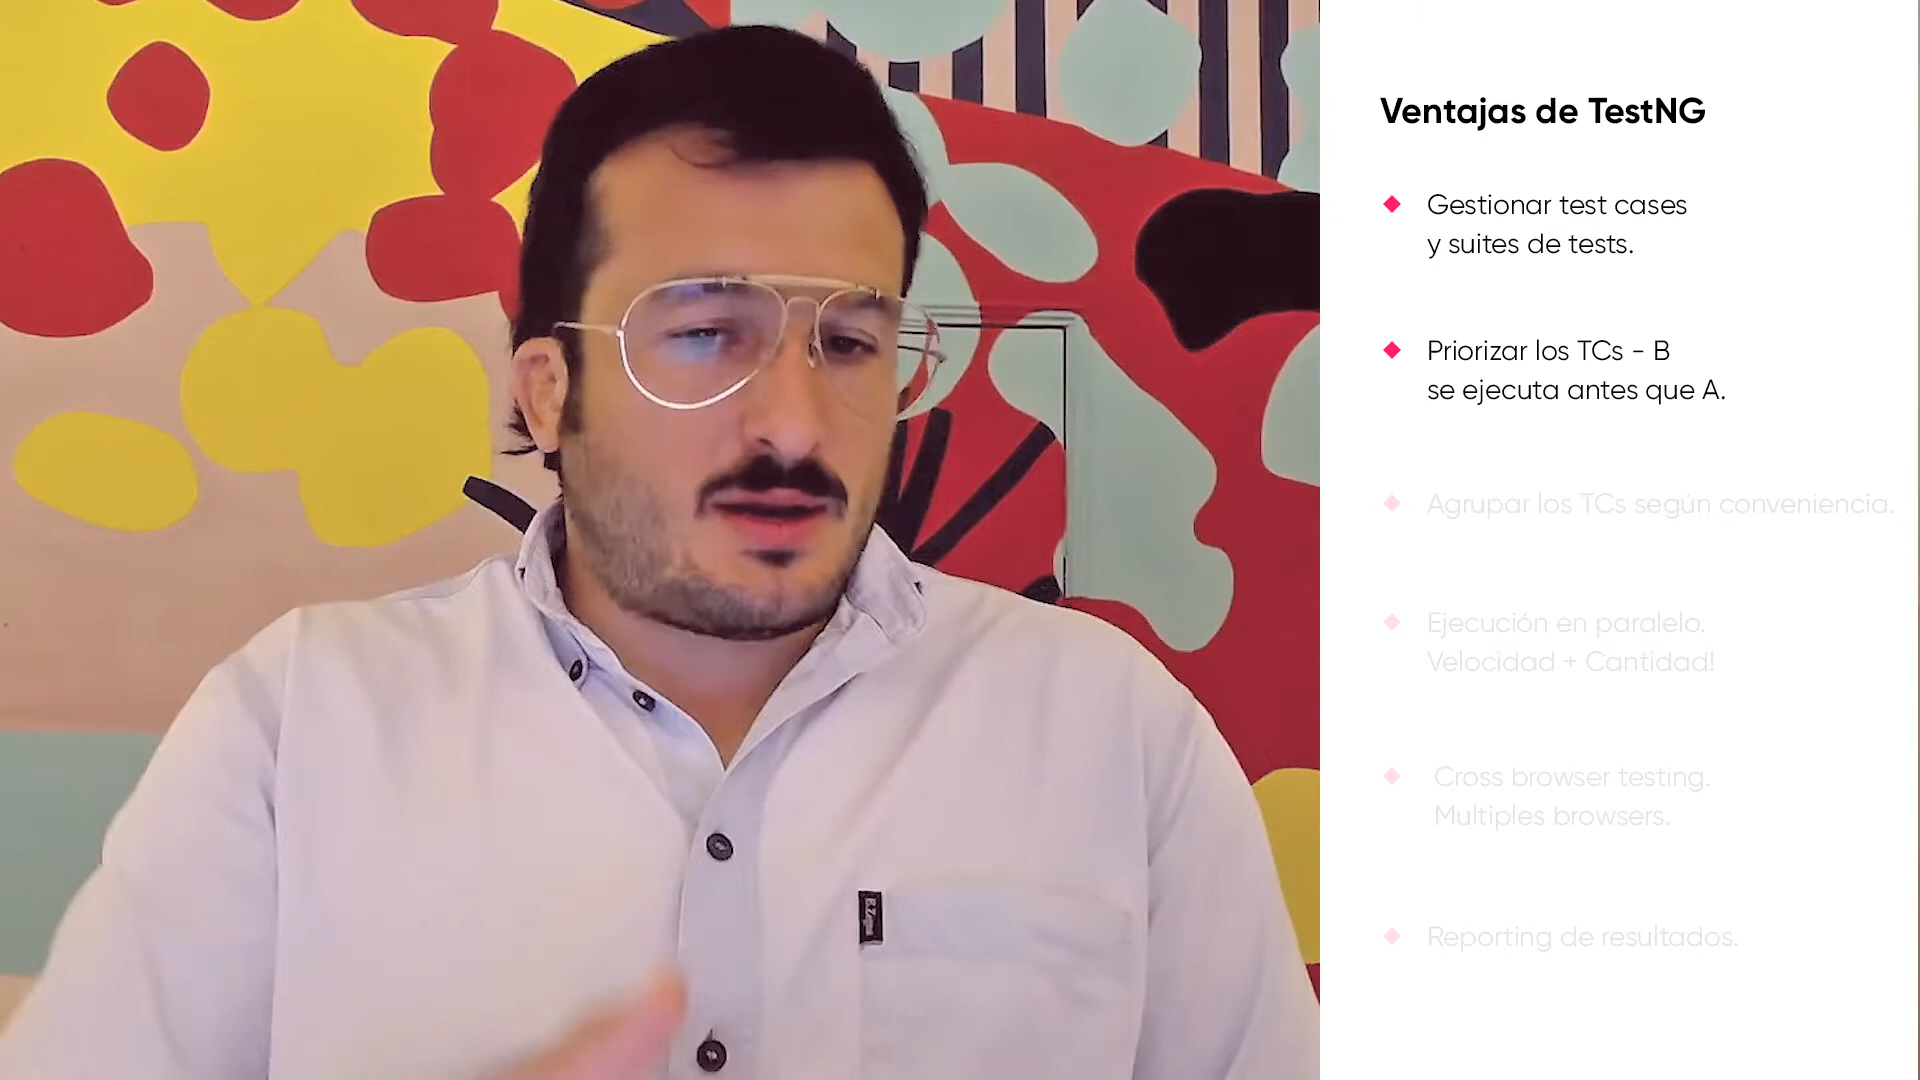 Ventajas de TestNG
Gestionar test cases
y suites de tests.
Priorizar los TCs - B
se ejecuta antes que A.
Agrupar los TCs según conveniencia.
Ejecución en paralelo.
Velocidad + Cantidad!
Cross browser testing.
Multiples browsers.
Reporting de resultados.